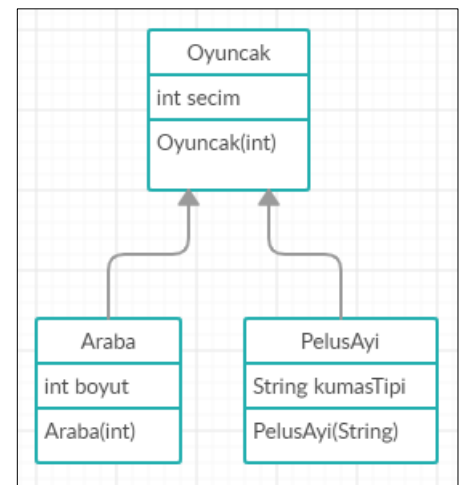 Oyuncak
int secim
Oyuncak(int)
Araba
int boyut
Araba(int)
PelusAyi
String kumasTipi
PelusAyi(String)